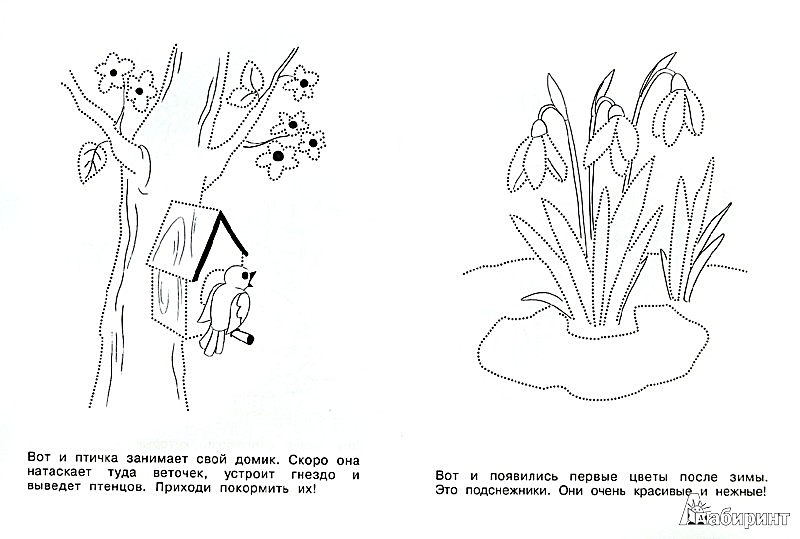 Вот и птичка занимает свой домик. Скоро она
натаскает туда веточек, устроит гнездо и
выведет птенцов. Приходи покормить их!
Вот и появились первые цветы после зимы.
Это подснежники. Они очень красивые и нежные!
Лабиринт